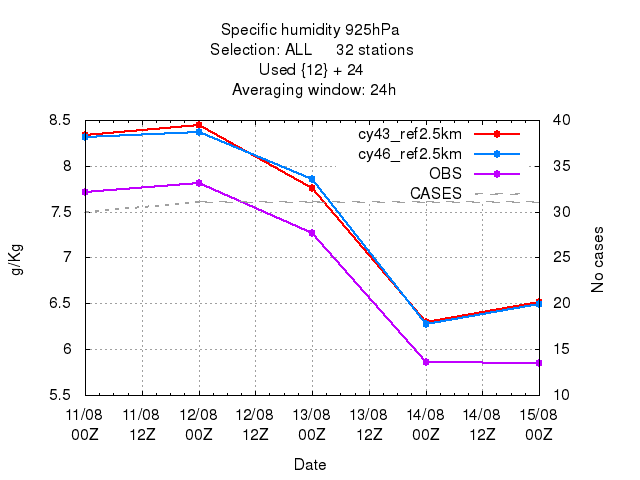 Specific humidity 925hPa
Selection: ALL 32 stations
Used {12} + 24
Averaging window: 24h
8.5 40
cy43_ref2.5km
cy46_ref2.5km
8 35
OBS
CASES
7.5 30
7 25
g/Kg No cases
6.5 20
6 15
5.5 10
11/08 11/08 12/08 12/08 13/08 13/08 14/08 14/08 15/08
00Z 12Z 00Z 12Z 00Z 12Z 00Z 12Z 00Z
Date